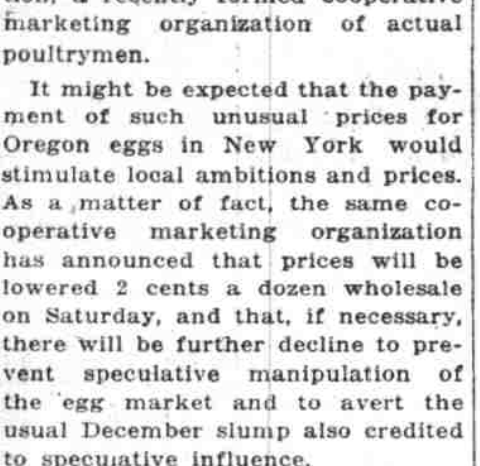 tion, a recently formed cooperative
marketing organization of actual
poultrymen.
It might be expected that the pay-
ment of such unusual prices for
Oregon eggs in New York would
stimulate local ambitions and prices.
As a matter of fact, the same co-
operative marketing organization
has announced that prices will be
lowered 2 cents a dozen wholesale
on Saturday, and that, if necessary,
there will be further decline to pre-
vent speculative manipulation of
the egg market and to avert the
usual December slump also credited
to speculative influence.